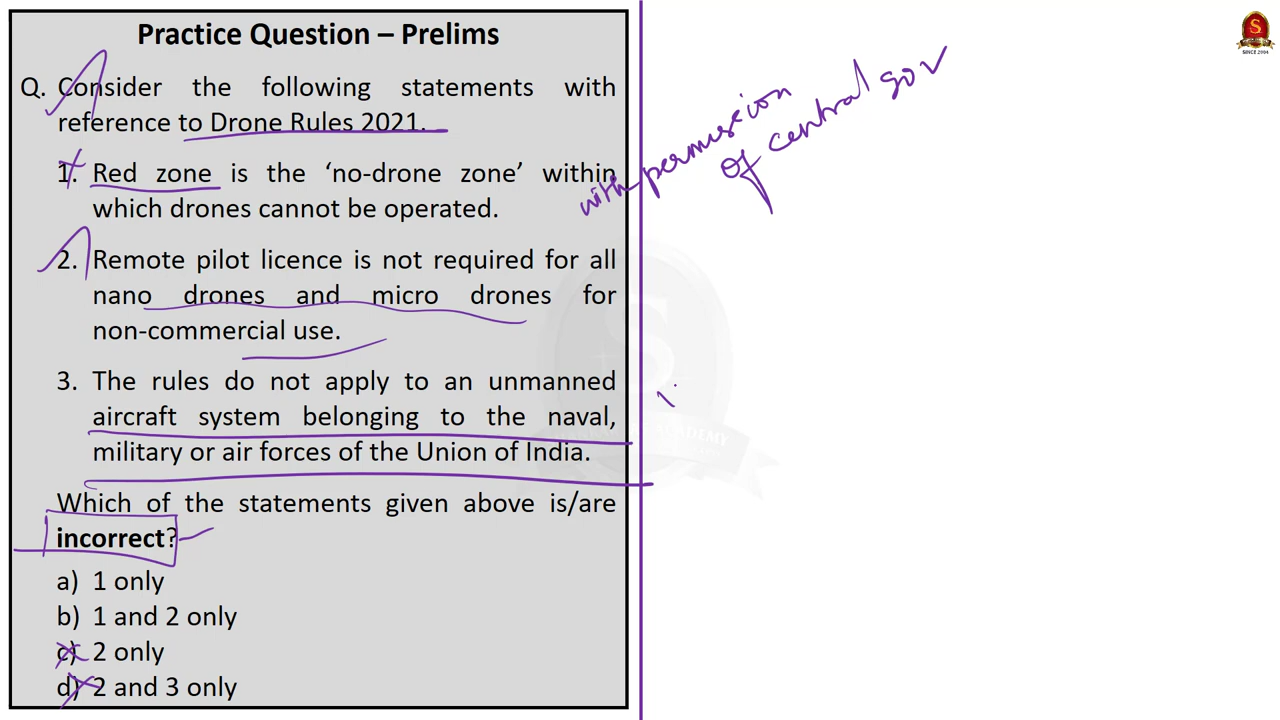 Practice Question – Prelims
Q. Consider the following statements with
reference to Drone Rules 2021.
1. Red zone is the ‘no-drone zone’ within
which drones cannot be operated.
2. Remote pilot licence is not required for all
nano drones and micro drones for
non-commercial use.
3. The rules do not apply to an unmanned
aircraft system belonging to the naval,
military or air forces of the Union of India.
Which of the statements given above is/are
incorrect?
a) 1 only
b) 1 and 2 only
c) 2 only
d) 2 and 3 only
with permission
of central gov
S
SINCE 2004
ACADEMY